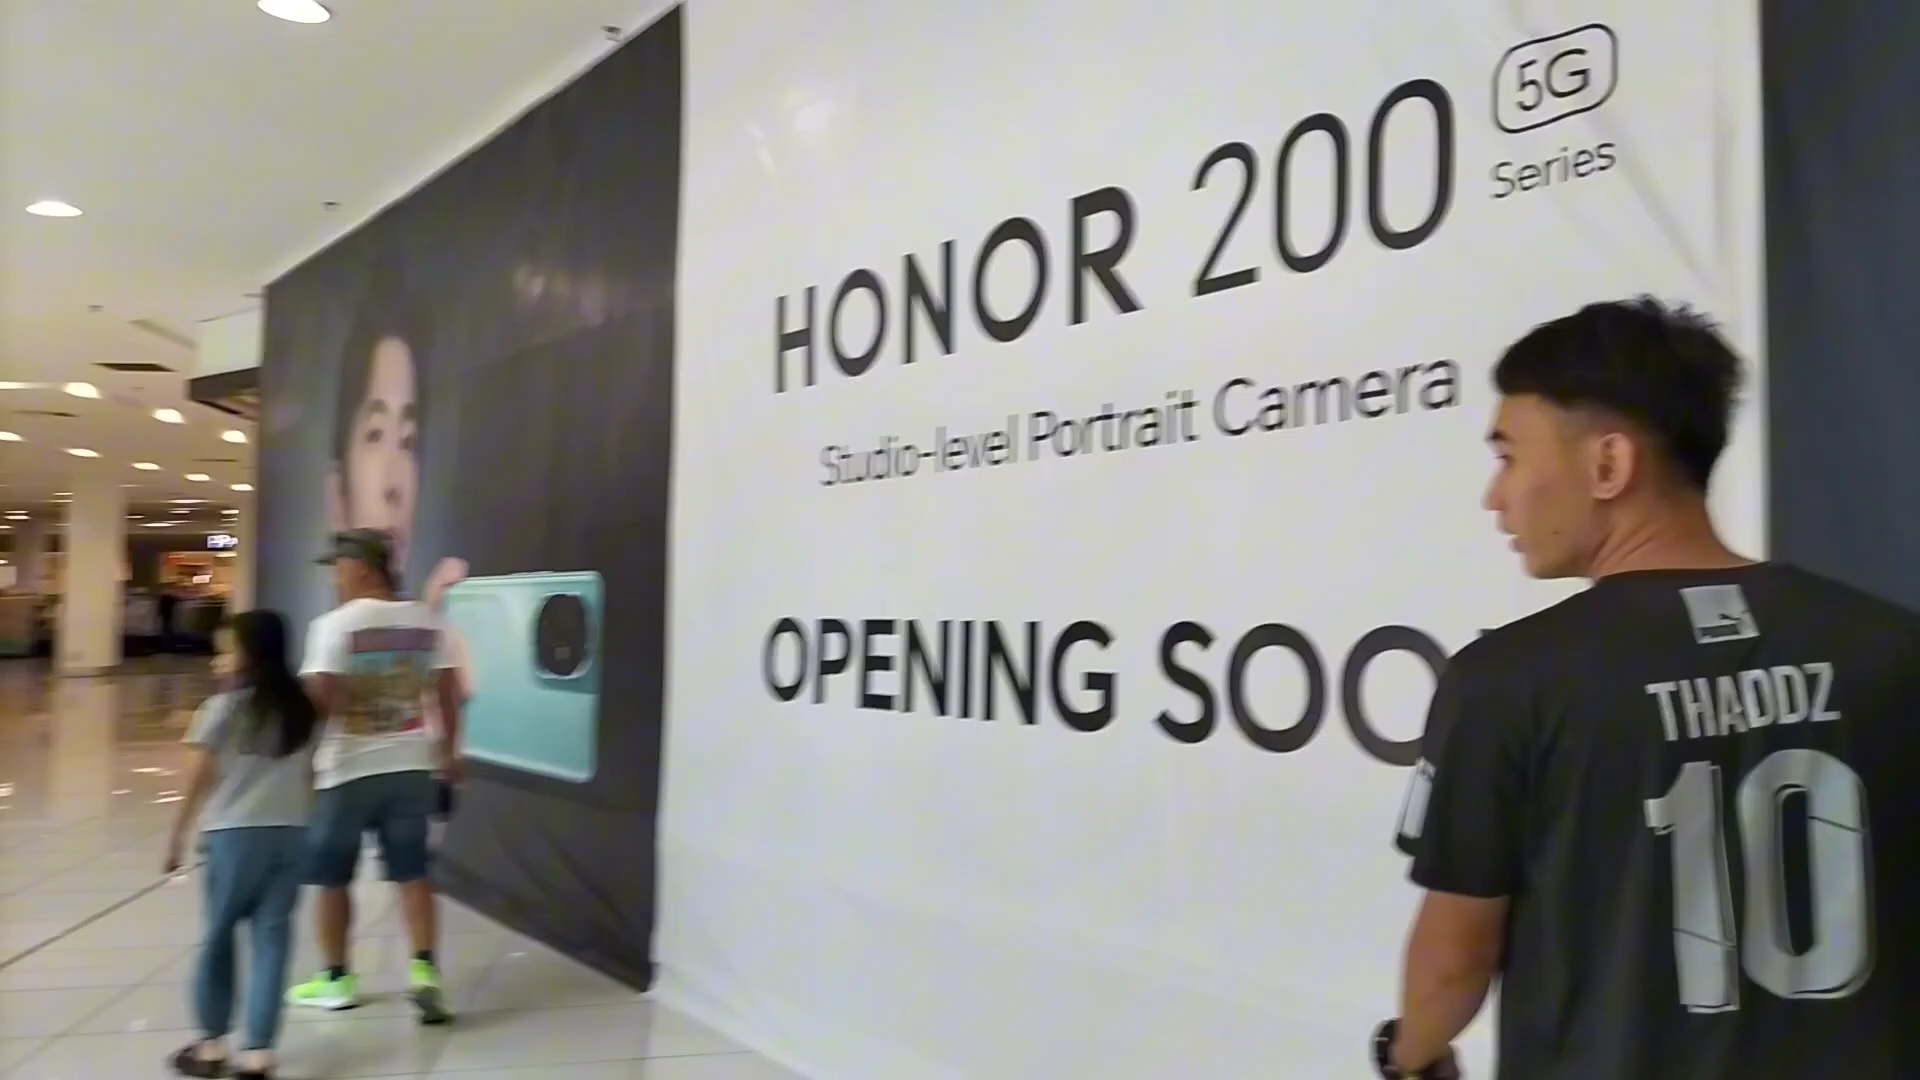 HONOR 200 5G
Series
Studio-level Portrait Camera
OPENING SOO
THADDZ
10